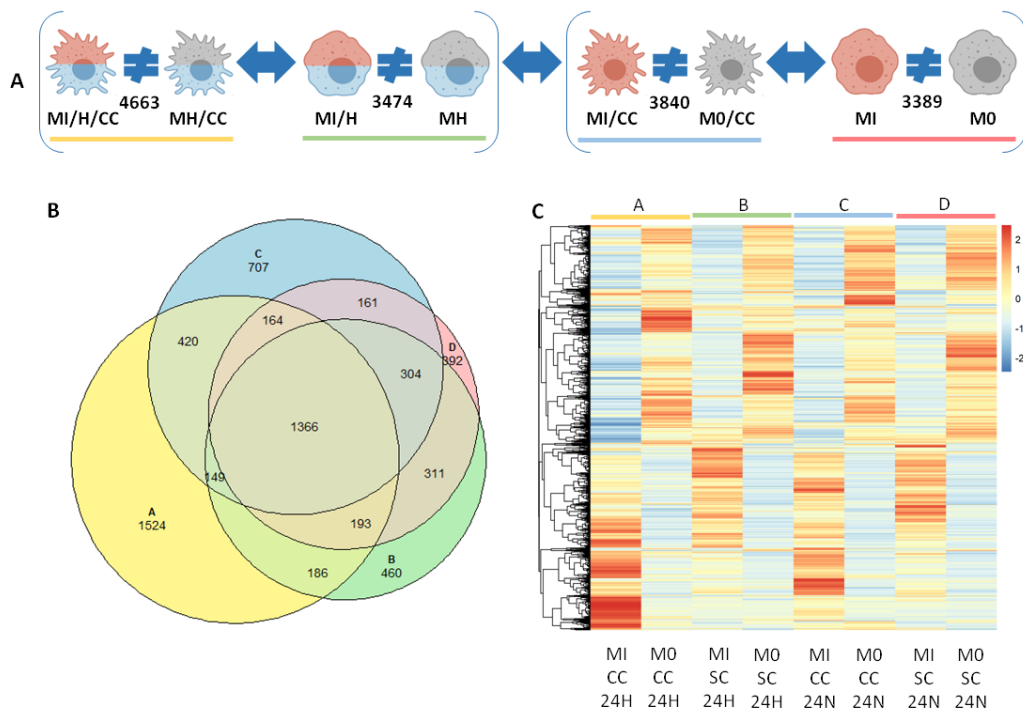 A
4663
3474
3840
3389
MI/H/CC MH/CC MI/H MH MI/CC M0/CC MI M0
B
C
707
161
164
420
D
392
304
1366
149
311
A
1524
193
186
B
460
C
A B C D
2
1
0
-1
-2
MI M0 MI M0 MI M0 MI M0
CC CC SC SC CC CC SC SC
24H 24H 24H 24H 24N 24N 24N 24N